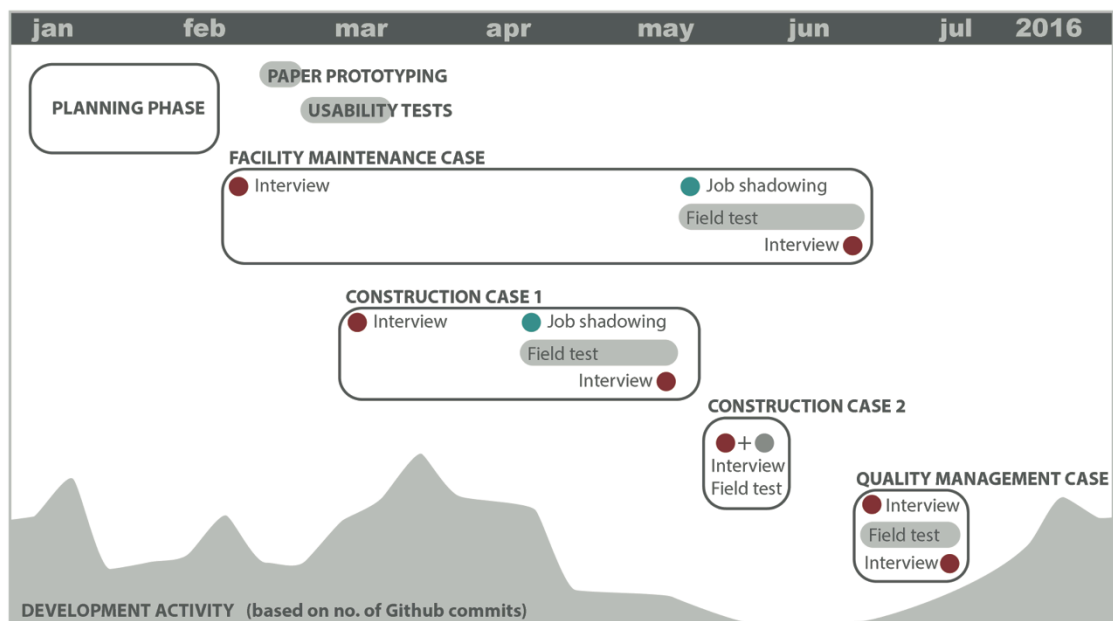 jan feb mar apr may jun jul 2016
PLANNING PHASE
PAPER PROTOTYPING
USABILITY TESTS
FACILITY MAINTENANCE CASE
Interview
Job shadowing
Field test
Interview
CONSTRUCTION CASE 1
Interview
Job shadowing
Field test
Interview
CONSTRUCTION CASE 2
+
Interview
Field test
QUALITY MANAGEMENT CASE
Interview
Field test
Interview
DEVELOPMENT ACTIVITY (based on no. of Github commits)